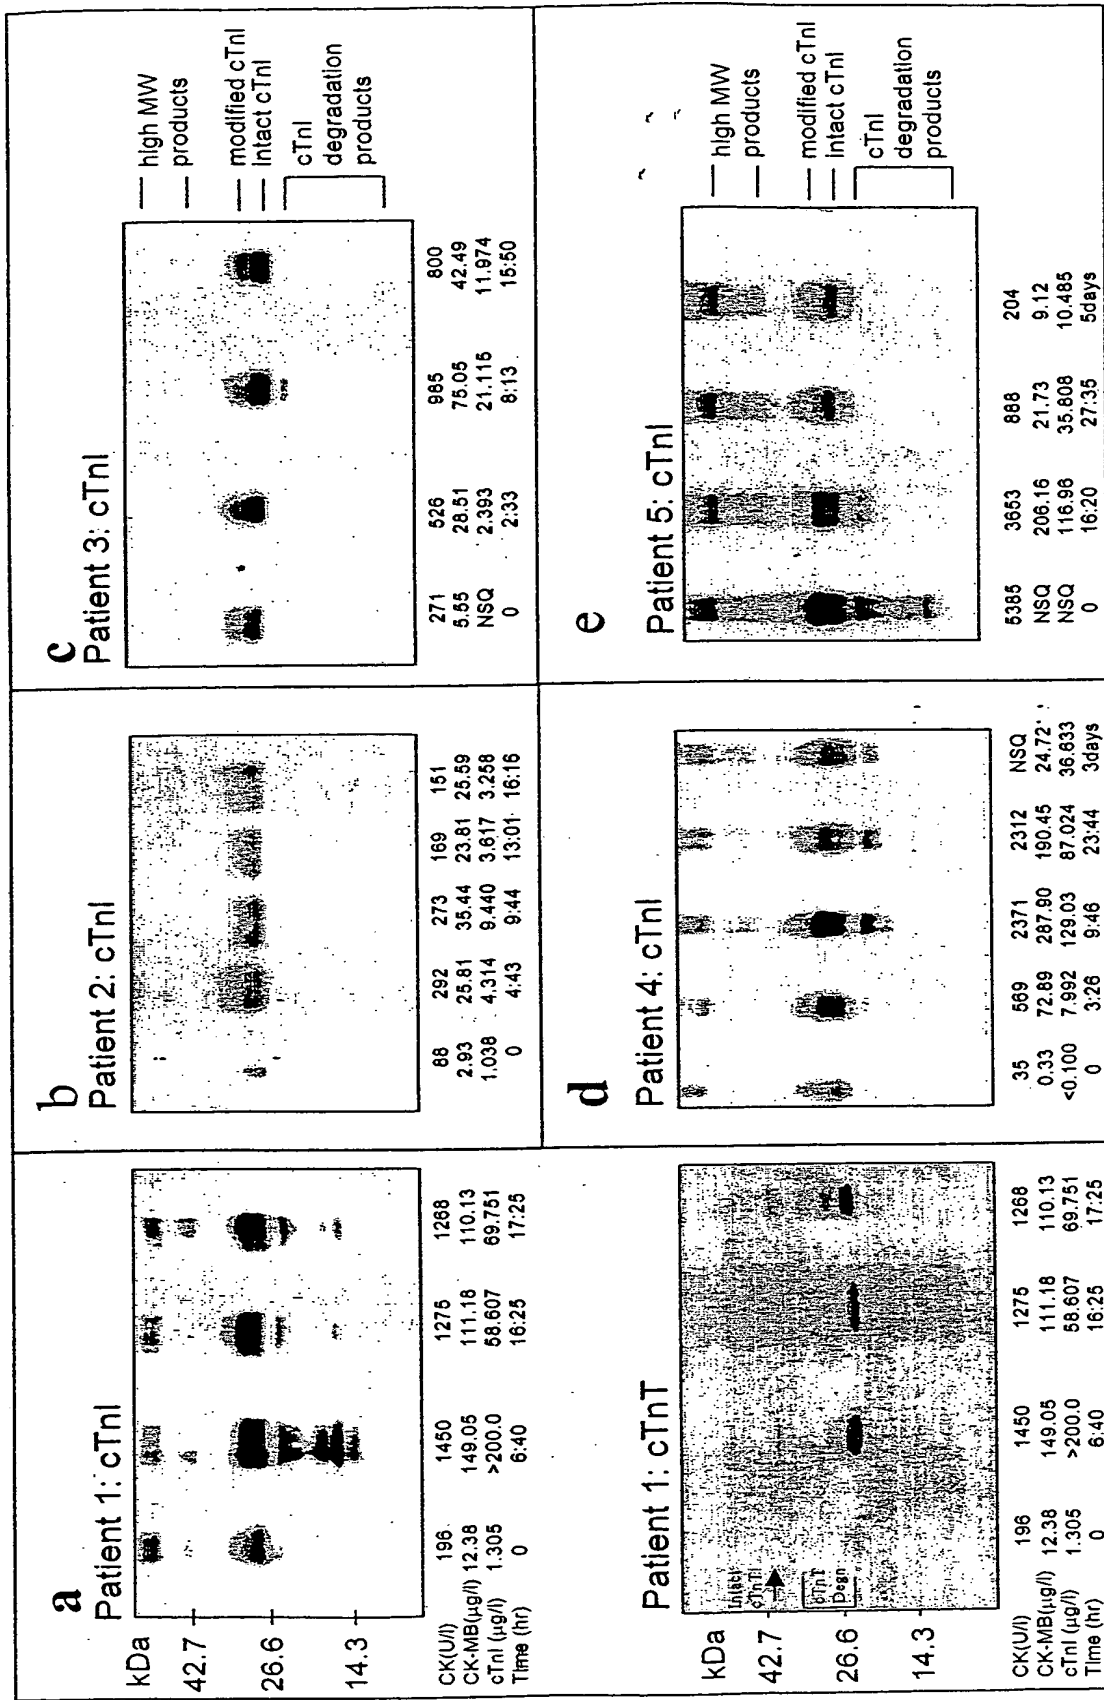 a
Patient 1: cTnI
kDa
42.7
26.6
14.3
CK(U/l) 196 1450 1275 1268
CK-MB(µg/l) 12.38 149.05 111.18 110.13
cTnI (µg/l) 1.305 >200.0 58.607 69.751
Time (hr) 0 6:40 16:25 17:25
b
Patient 2: cTnI
88 292 273 169 151
2.93 25.81 35.44 23.81 25.59
1.038 4.314 9.440 3.617 3.258
0 4:43 9:44 13:01 16:16
c
Patient 3: cTnI
high MW
products
modified cTnI
intact cTnI
cTnI
degradation
products
271 526 985 800
5.55 28.51 75.05 42.49
NSQ 2.393 21.116 11.974
0 2:33 8:13 15:50
Patient 1: cTnT
kDa
42.7
26.6
14.3
Intact
cTnT
cTnT
Degn
CK(U/l) 196 1450 1275 1268
CK-MB(µg/l) 12.38 149.05 111.18 110.13
cTnI (µg/l) 1.305 >200.0 58.607 69.751
Time (hr) 0 6:40 16:25 17:25
d
Patient 4: cTnI
35 569 2371 2312 NSQ
0.33 72.89 287.90 190.45 24.72
<0.100 7.992 129.03 87.024 36.833
0 3:26 9:46 23:44 3days
e
Patient 5: cTnI
high MW
products
modified cTnI
intact cTnI
cTnI
degradation
products
5385 3653 888 204
NSQ 206.16 21.73 9.12
NSQ 116.96 35.808 10.485
0 16:20 27:35 5days